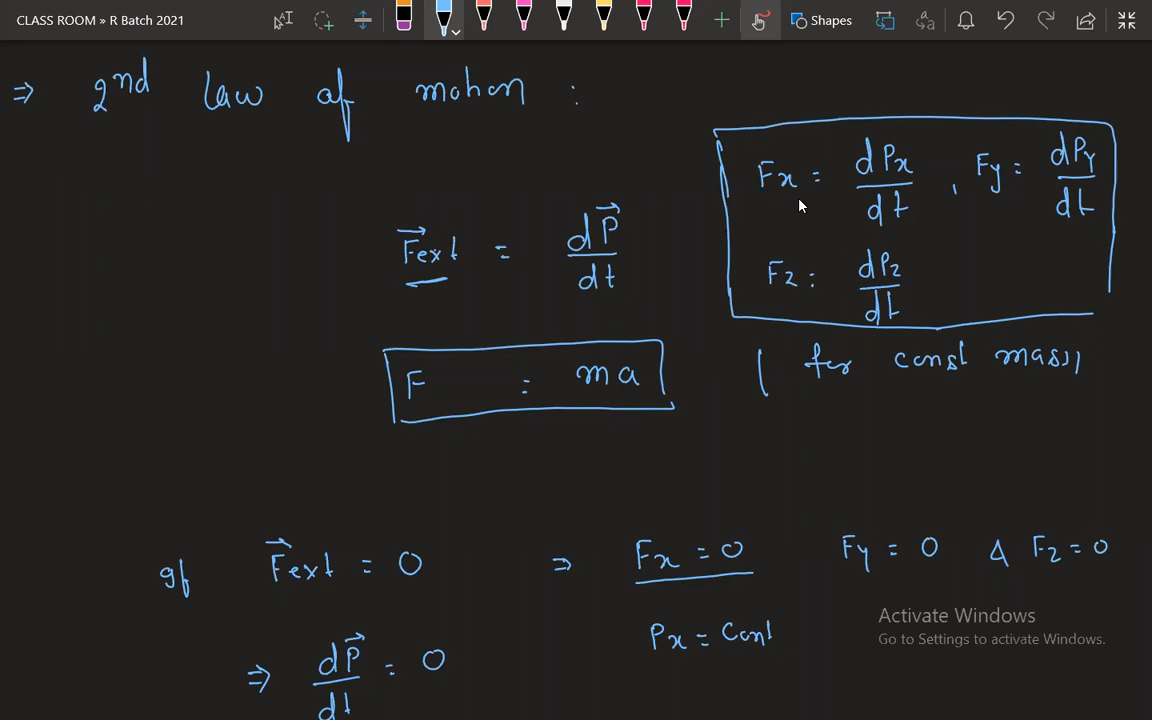 CLASS ROOM » R Batch 2021
Shapes
⇒ 2nd law of motion :
Fx = dPx/dt , Fy = dPy/dt
F⃗ext = dP⃗/dt
Fz = dPz/dt
F = ma
( for const mass)
If F⃗ext = 0 ⇒ Fx = 0 Fy = 0 & Fz = 0
Px = Const
⇒ dP⃗/dt = 0
Activate Windows
Go to Settings to activate Windows.